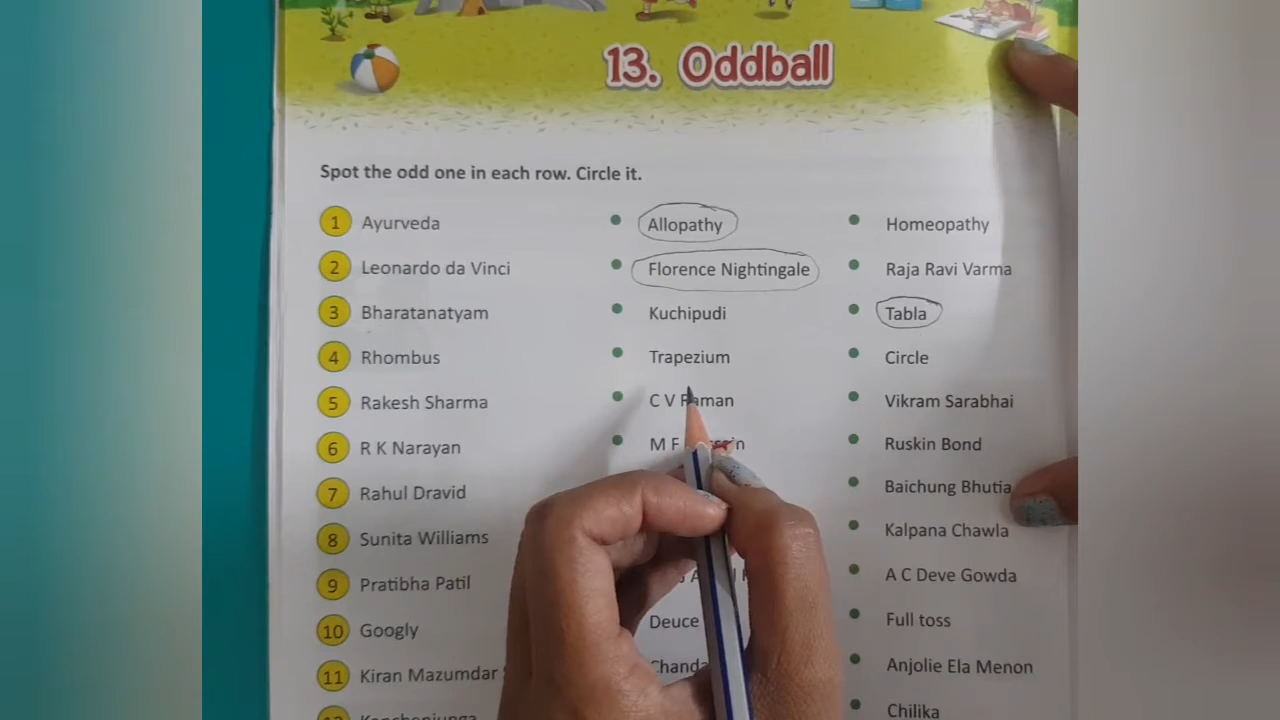 13. Oddball
Spot the odd one in each row. Circle it.
1 Ayurveda Allopathy Homeopathy
2 Leonardo da Vinci Florence Nightingale Raja Ravi Varma
3 Bharatanatyam Kuchipudi Tabla
4 Rhombus Trapezium Circle
5 Rakesh Sharma C V Raman Vikram Sarabhai
6 R K Narayan M F Ruskin Bond
7 Rahul Dravid Baichung Bhutia
8 Sunita Williams Kalpana Chawla
9 Pratibha Patil A C Deve Gowda
10 Googly Deuce Full toss
11 Kiran Mazumdar Anjolie Ela Menon
Chilika